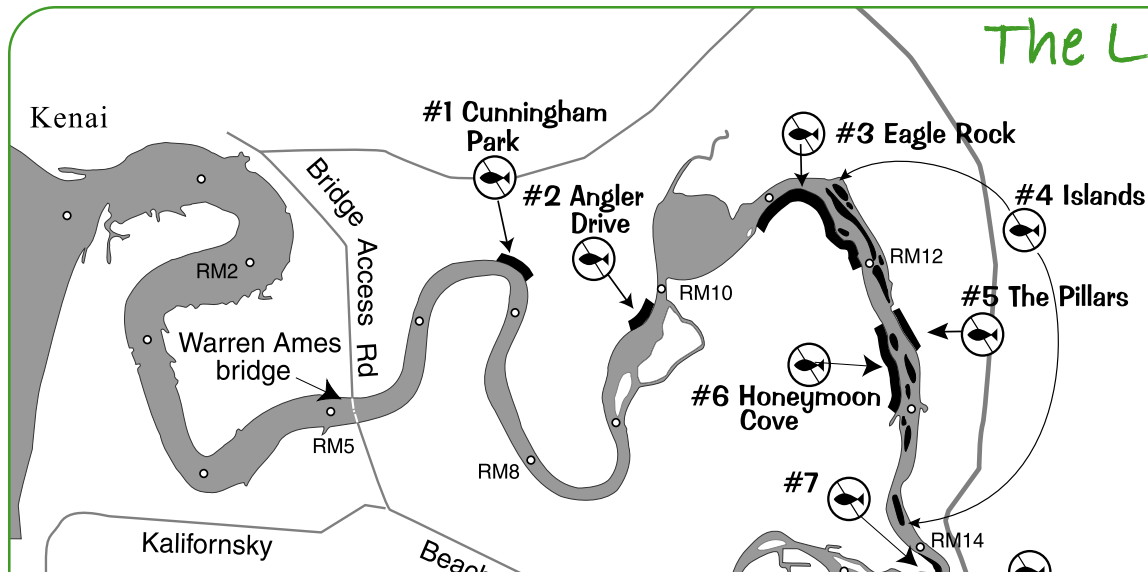 The L
Kenai
#1 Cunningham
Park
#2 Angler
Drive
#3 Eagle Rock
#4 Islands
Bridge Access Rd
RM2
RM12
RM10
#5 The Pillars
Warren Ames
bridge
#6 Honeymoon
Cove
RM5
RM8
#7
RM14
Kalifornsky
Beach